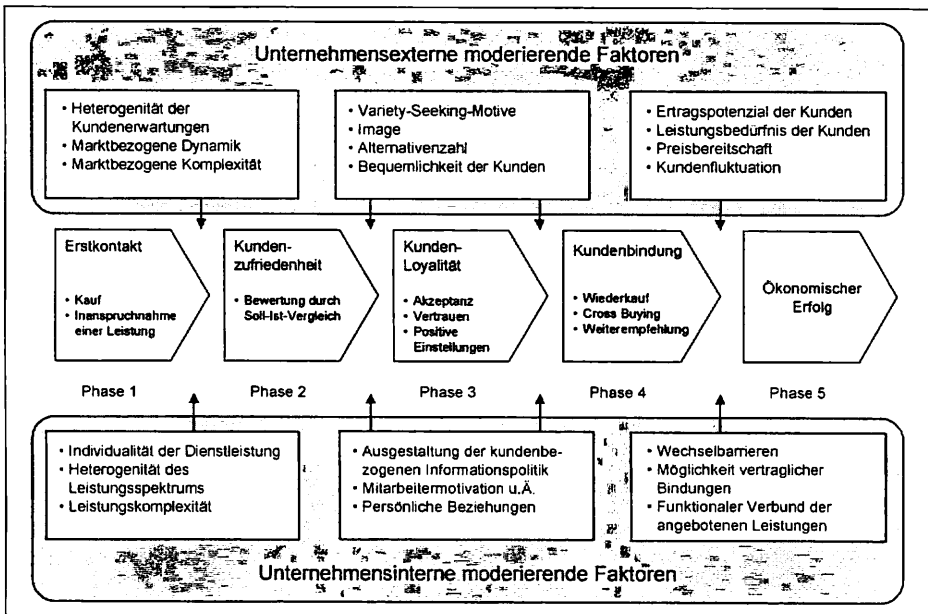 Unternehmensexterne moderierende Faktoren
• Heterogenität der
Kundenerwartungen
• Marktbezogene Dynamik
• Marktbezogene Komplexität
• Variety-Seeking-Motive
• Image
• Alternativenzahl
• Bequemlichkeit der Kunden
• Ertragspotenzial der Kunden
• Leistungsbedürfnis der Kunden
• Preisbereitschaft
• Kundenfluktuation
Erstkontakt
• Kauf
• Inanspruchnahme
einer Leistung
Kunden-
zufriedenheit
• Bewertung durch
Soll-Ist-Vergleich
Kunden-
Loyalität
• Akzeptanz
• Vertrauen
• Positive
Einstellungen
Kundenbindung
• Wiederkauf
• Cross Buying
• Weiterempfehlung
Ökonomischer
Erfolg
Phase 1
Phase 2
Phase 3
Phase 4
Phase 5
• Individualität der Dienstleistung
• Heterogenität des
Leistungsspektrums
• Leistungskomplexität
• Ausgestaltung der kundenbe-
zogenen Informationspolitik
• Mitarbeitermotivation u.Ä.
• Persönliche Beziehungen
• Wechselbarrieren
• Möglichkeit vertraglicher
Bindungen
• Funktionaler Verbund der
angebotenen Leistungen
Unternehmensinterne moderierende Faktoren